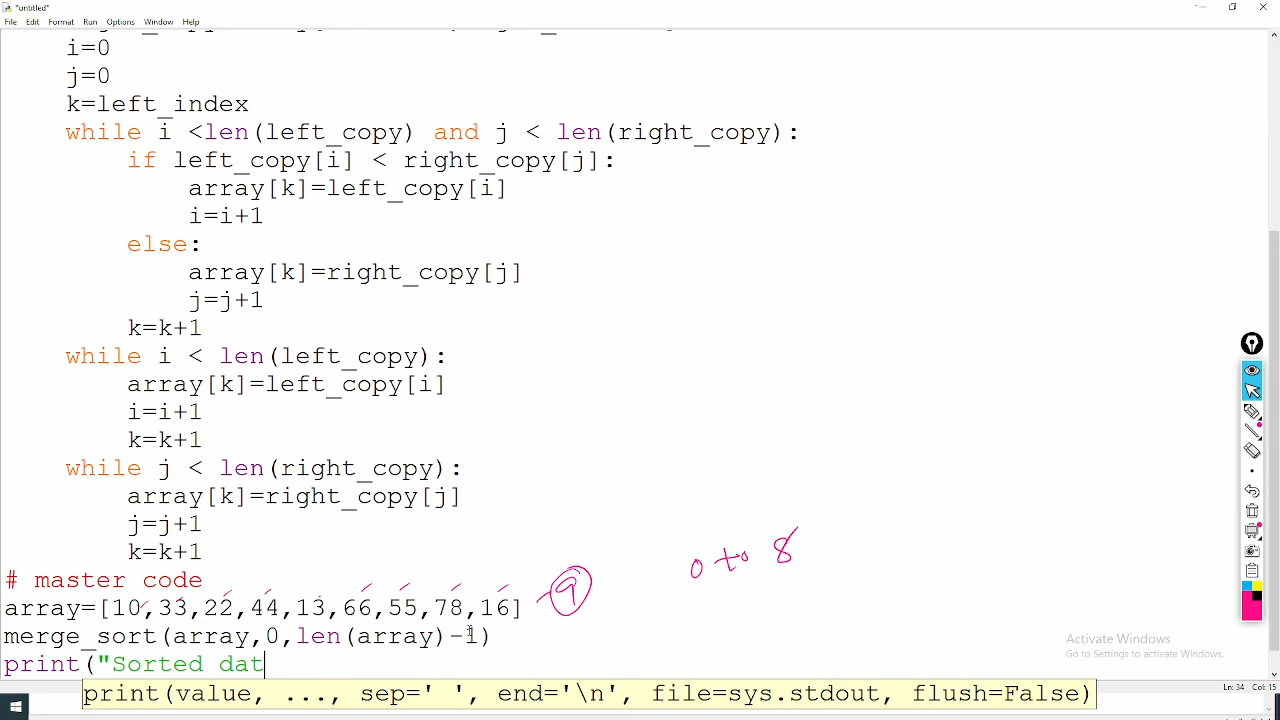 *untitled*
File Edit Format Run Options Window Help
i=0
j=0
k=left_index
while i <len(left_copy) and j < len(right_copy):
if left_copy[i] < right_copy[j]:
array[k]=left_copy[i]
i=i+1
else:
array[k]=right_copy[j]
j=j+1
k=k+1
while i < len(left_copy):
array[k]=left_copy[i]
i=i+1
k=k+1
while j < len(right_copy):
array[k]=right_copy[j]
j=j+1
k=k+1
0 to 8
# master code
array=[10,33,22,44,13,66,55,78,16]
9
merge_sort(array,0,len(array)-1)
Activate Windows
Go to Settings to activate Windows.
print("Sorted dat
print(value, ..., sep=' ', end='\n', file=sys.stdout, flush=False)
Ln: 34 Col: 15